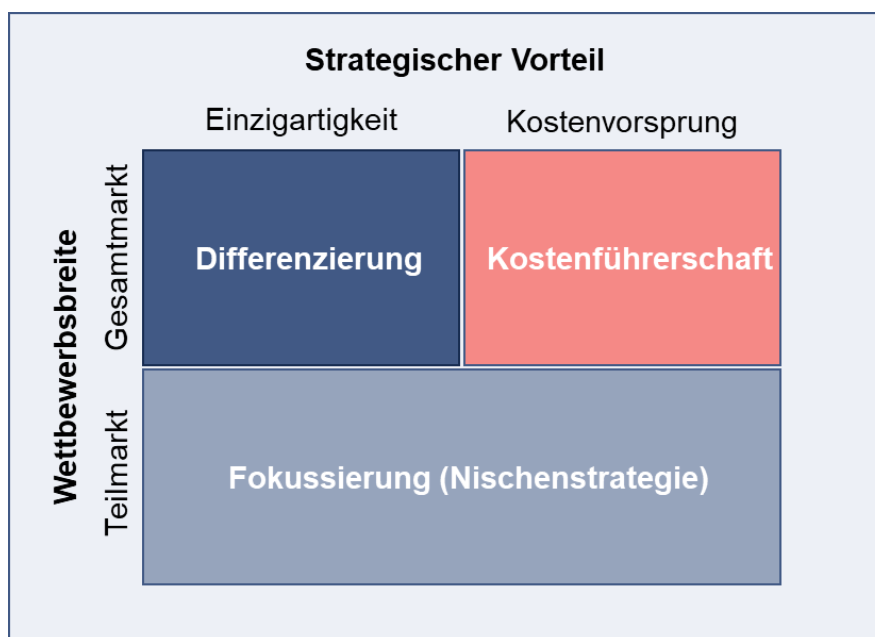 Strategischer Vorteil
Einzigartigkeit
Kostenvorsprung
Wettbewerbsbreite
Gesamtmarkt
Differenzierung
Kostenführerschaft
Teilmarkt
Fokussierung (Nischenstrategie)